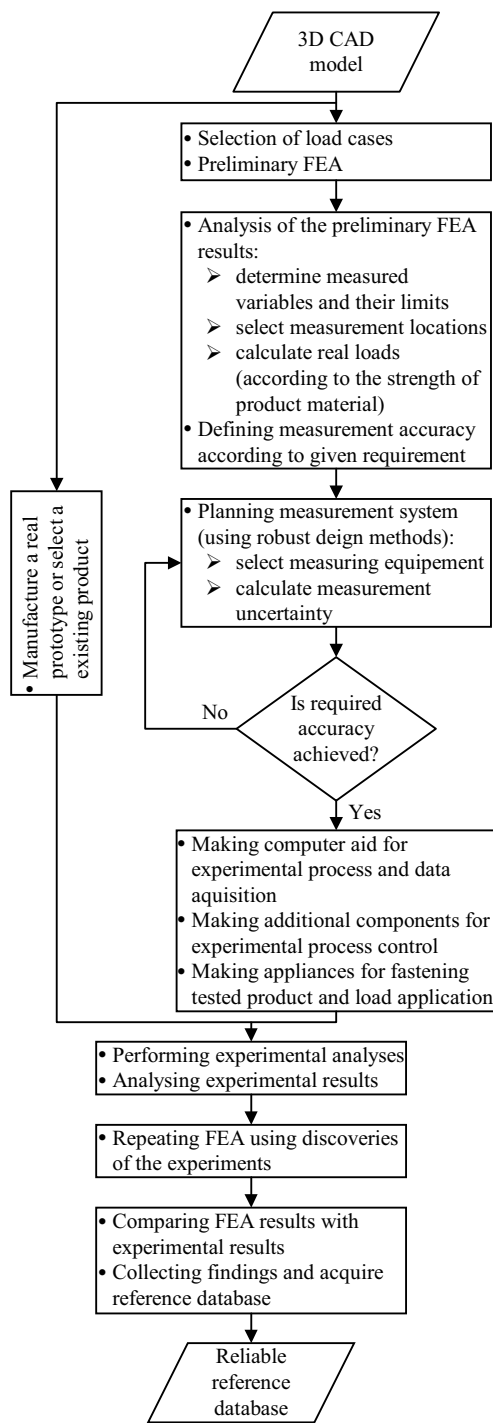 3D CAD
model
• Selection of load cases
• Preliminary FEA
• Analysis of the preliminary FEA
results:
➢ determine measured
variables and their limits
➢ select measurement locations
➢ calculate real loads
(according to the strength of
product material)
• Defining measurement accuracy
according to given requirement
• Manufacture a real
prototype or select a
existing product
• Planning measurement system
(using robust deign methods):
➢ select measuring equipement
➢ calculate measurement
uncertainty
No
Is required
accuracy
achieved?
Yes
• Making computer aid for
experimental process and data
aquisition
• Making additional components for
experimental process control
• Making appliances for fastening
tested product and load application
• Performing experimental analyses
• Analysing experimental results
• Repeating FEA using discoveries
of the experiments
• Comparing FEA results with
experimental results
• Collecting findings and acquire
reference database
Reliable
reference
database